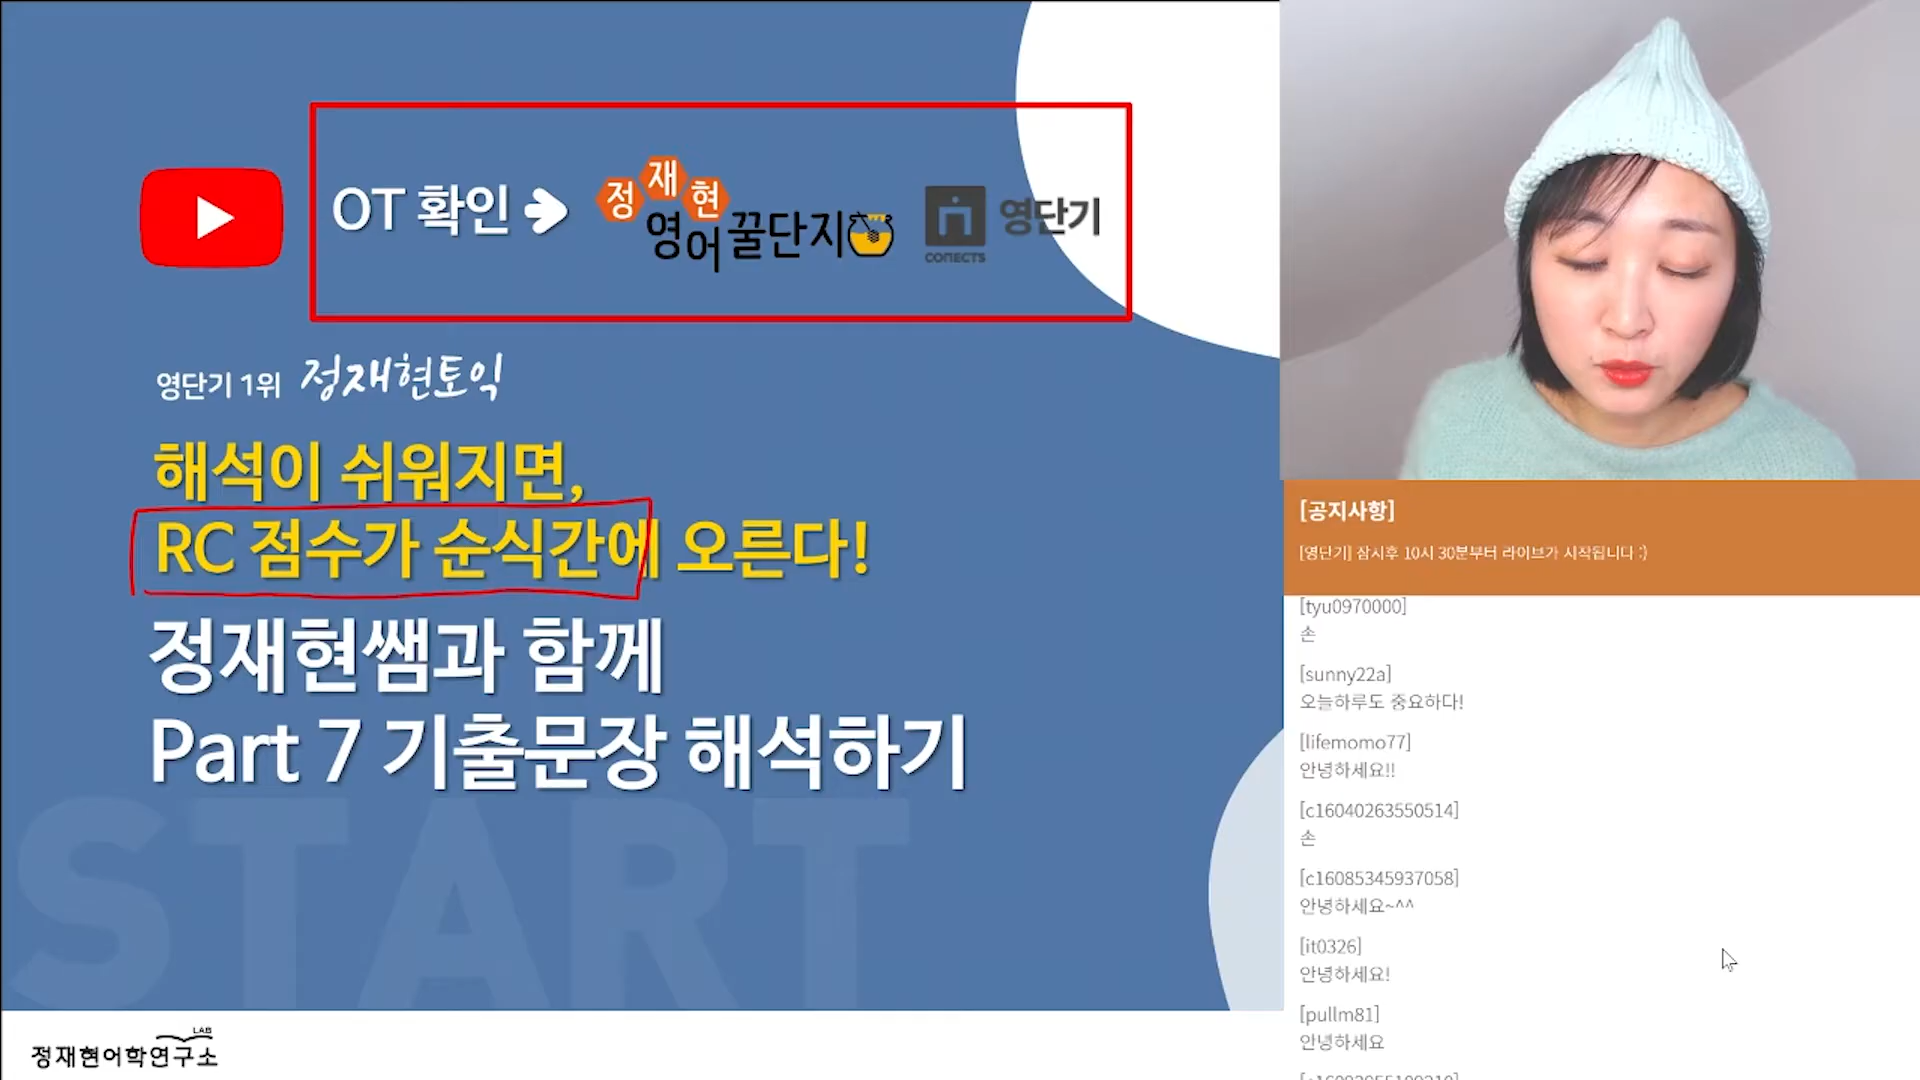 OT 확인
정재현
영어꿀단지
CONECTS
영단기
영단기 1위 정재현토익
해석이 쉬워지면,
RC 점수가 순식간에 오른다!
정재현쌤과 함께
Part 7 기출문장 해석하기
START
LAB
정재현어학연구소
[공지사항]
[영단기] 잠시후 10시 30분부터 라이브가 시작됩니다 :)
[tyu0970000]
손
[sunny22a]
오늘하루도 중요하다!
[lifemomo77]
안녕하세요!!
[c16040263550514]
손
[c16085345937058]
안녕하세요~^^
[it0326]
안녕하세요!
[pullm81]
안녕하세요